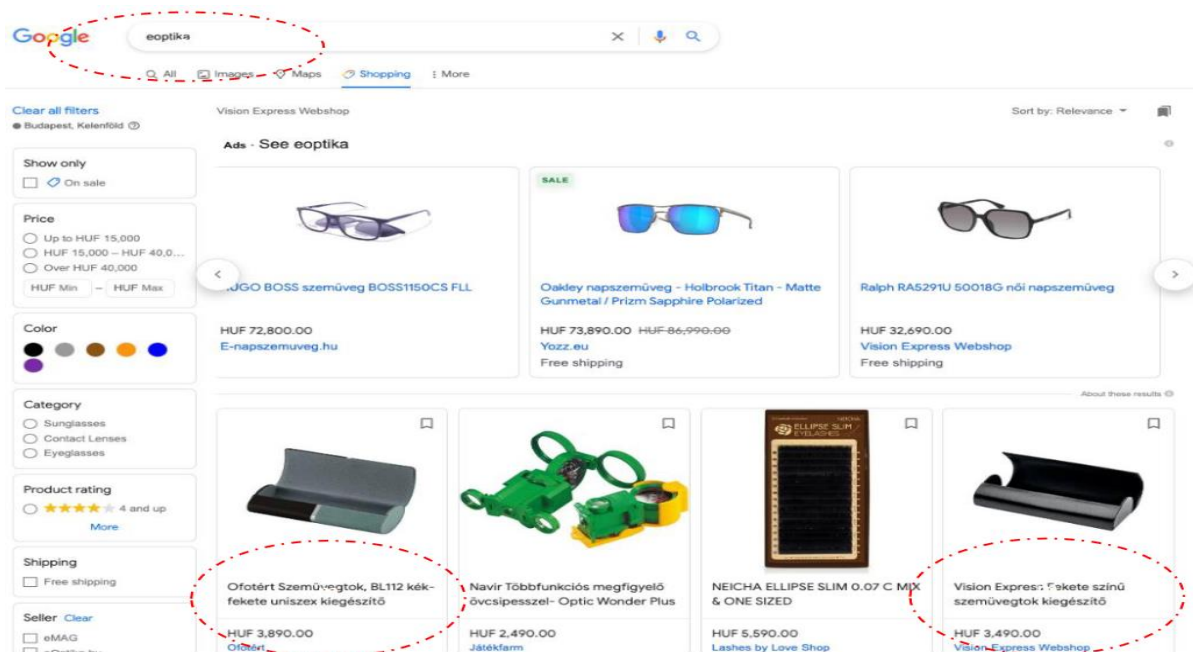 Google
eoptika
All Images Maps Shopping More
Clear all filters
Budapest, Kelenföld
Vision Express Webshop
Sort by: Relevance
Ads · See eoptika
Show only
On sale
Price
Up to HUF 15,000
HUF 15,000 – HUF 40,0...
Over HUF 40,000
HUF Min – HUF Max
Color
Category
Sunglasses
Contact Lenses
Eyeglasses
Product rating
4 and up
More
Shipping
Free shipping
Seller Clear
eMAG
eOptika.hu
HUGO BOSS szemüveg BOSS1150CS FLL
HUF 72,800.00
E-napszemuveg.hu
SALE
Oakley napszemüveg - Holbrook Titan - Matte
Gunmetal / Prizm Sapphire Polarized
HUF 73,890.00 HUF 86,990.00
Yozz.eu
Free shipping
Ralph RA5291U 50018G női napszemüveg
HUF 32,690.00
Vision Express Webshop
Free shipping
About these results
Ofotért Szemüvegtok, BL112 kék-
fekete uniszex kiegészítő
HUF 3,890.00
Ofotért
Navir Többfunkciós megfigyelő
övcsipesszel- Optic Wonder Plus
HUF 2,490.00
Játékfarm
NEICHA
ELLIPSE SLIM
EYELASHES
NEICHA ELLIPSE SLIM 0.07 C MIX
& ONE SIZED
HUF 5,590.00
Lashes by Love Shop
Vision Express Fekete színű
szemüvegtok kiegészítő
HUF 3,490.00
Vision Express Webshop